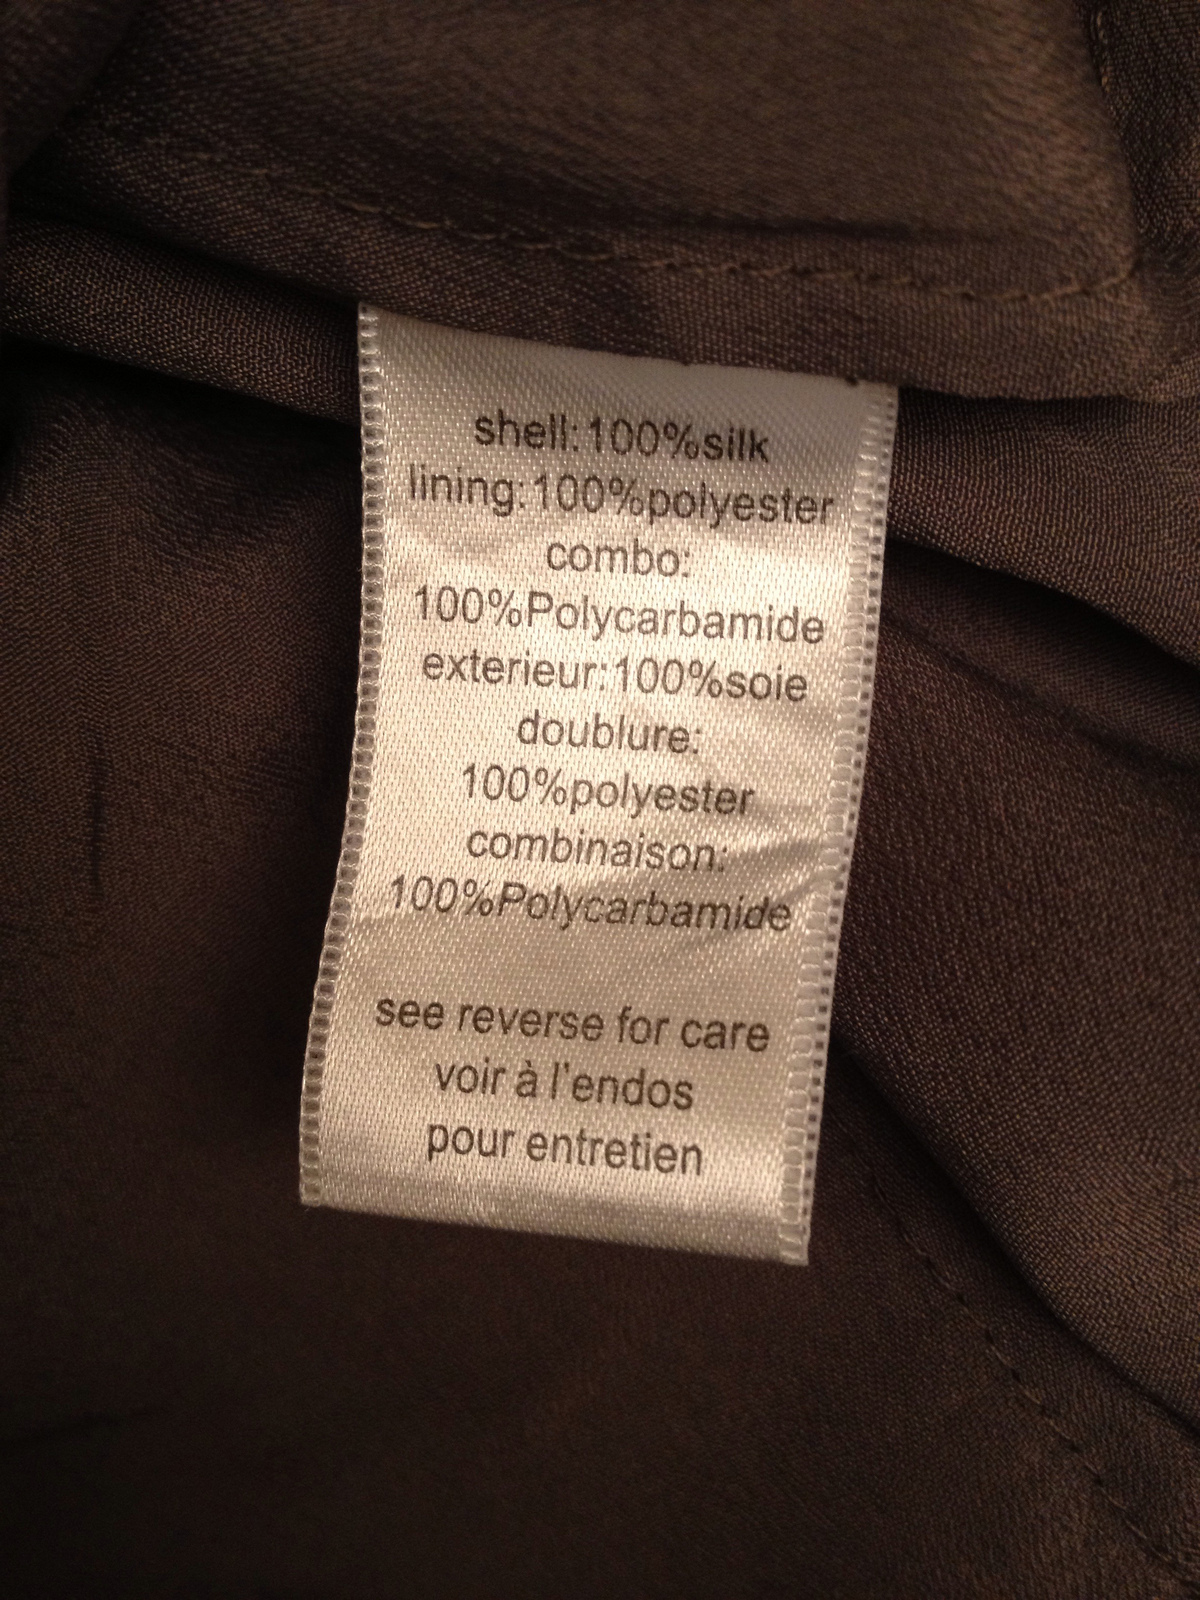 shell:100%silk
lining:100%polyester
combo:
100%Polycarbamide
exterieur:100%soie
doublure:
100%polyester
combinaison:
100%Polycarbamide
see reverse for care
voir à l'endos
pour entretien